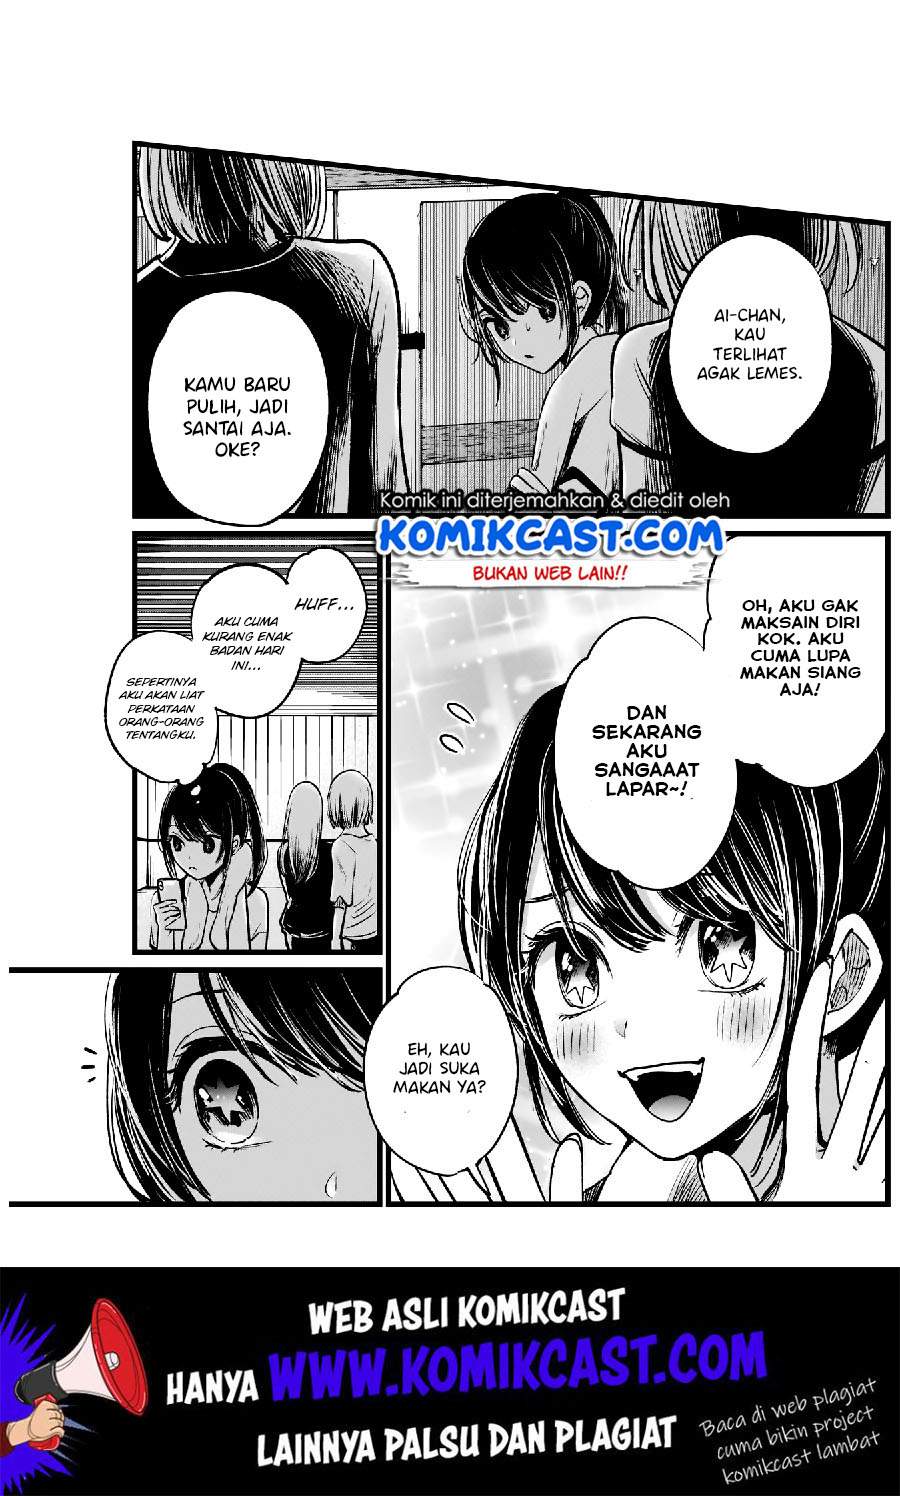 AI-CHAN,
KAU
TERLIHAT
AGAK LEMES.
KAMU BARU
PULIH, JADI
SANTAI AJA.
OKE?
Komik ini diterjemahkan & diedit oleh
KOMIKCAST.COM
BUKAN WEB LAIN!!
OH, AKU GAK
MAKSAIN DIRI
KOK. AKU
CUMA LUPA
MAKAN SIANG
AJA!
DAN
SEKARANG
AKU
SANGAAAT
LAPAR~!
EH, KAU
JADI SUKA
MAKAN YA?
HUFF...
AKU CUMA
KURANG ENAK
BADAN HARI
INI...
SEPERTINYA
AKU AKAN LIAT
PERKATAAN
ORANG-ORANG
TENTANGKU.
WEB ASLI KOMIKCAST
HANYA WWW.KOMIKCAST.COM
LAINNYA PALSU DAN PLAGIAT
Baca di web plagiat
cuma bikin project
komikcast lambat